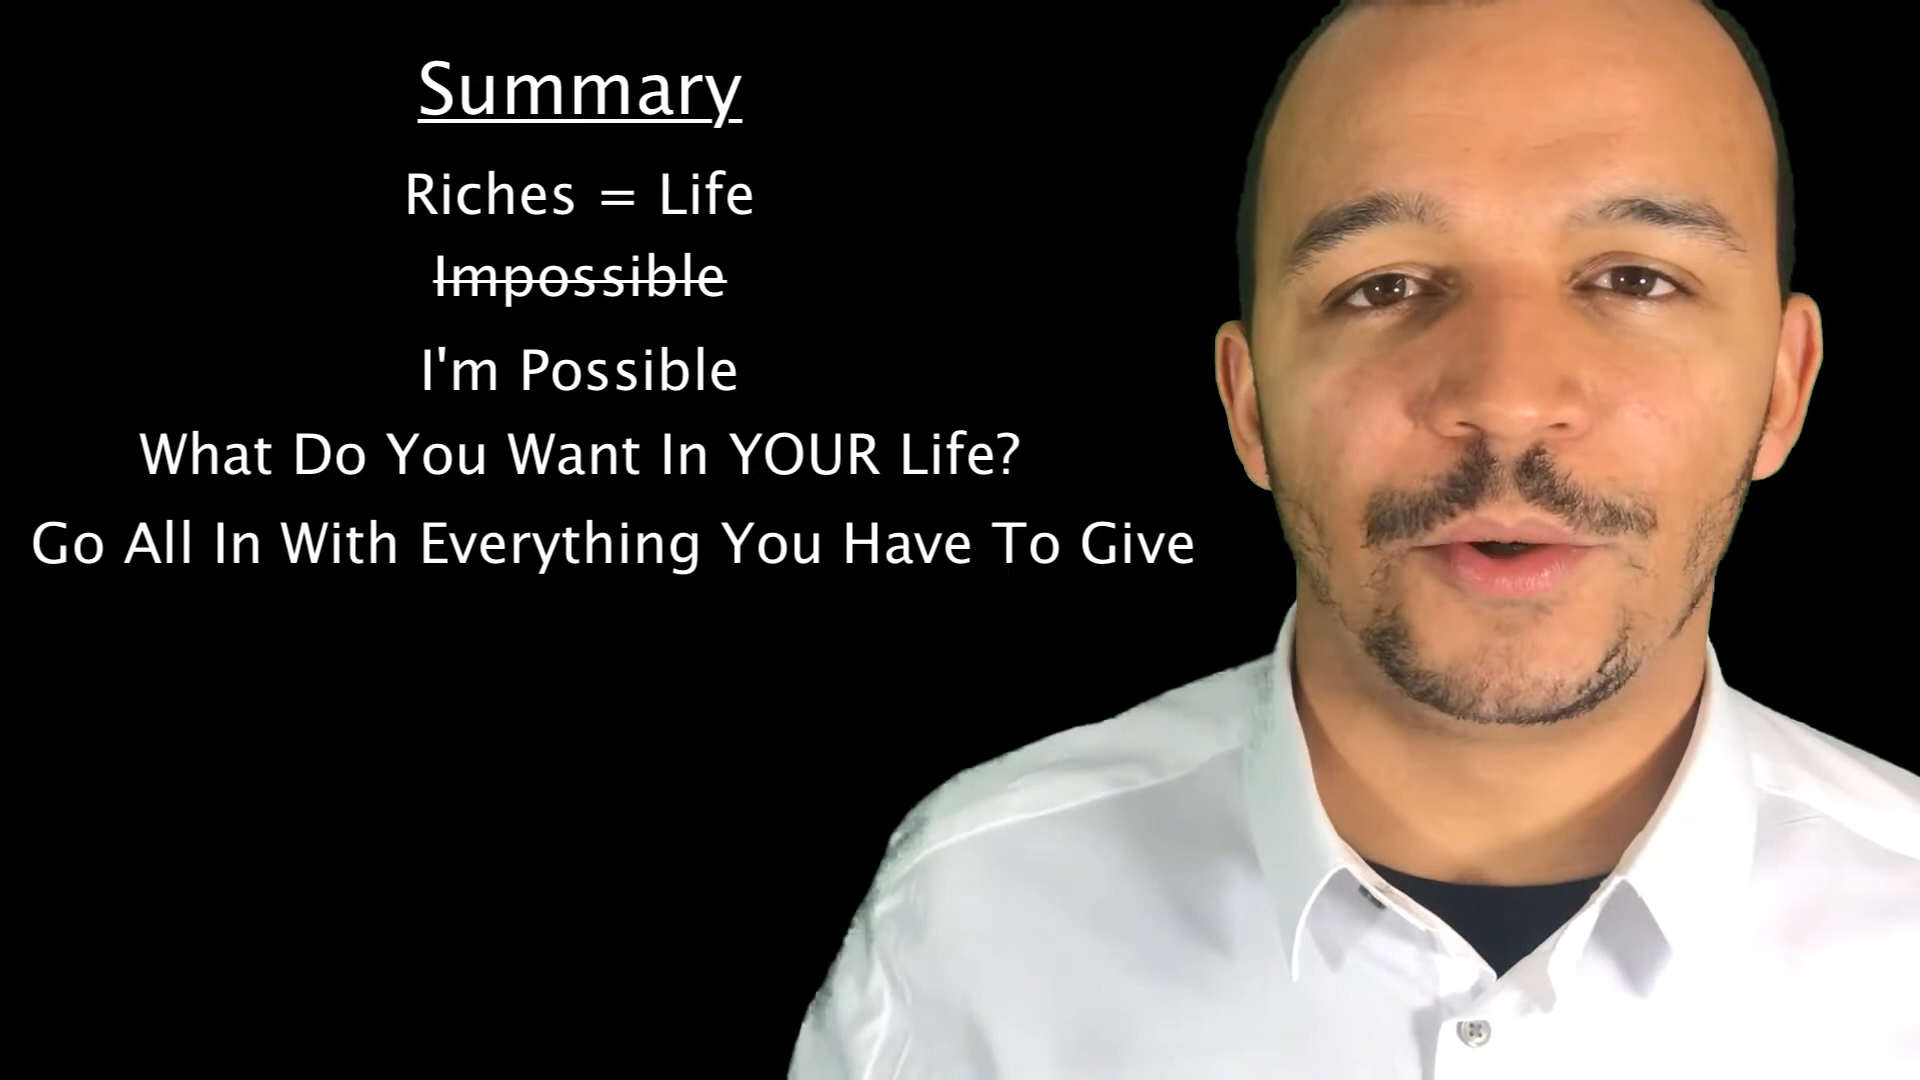 Summary
Riches = Life
Impossible
I'm Possible
What Do You Want In YOUR Life?
Go All In With Everything You Have To Give